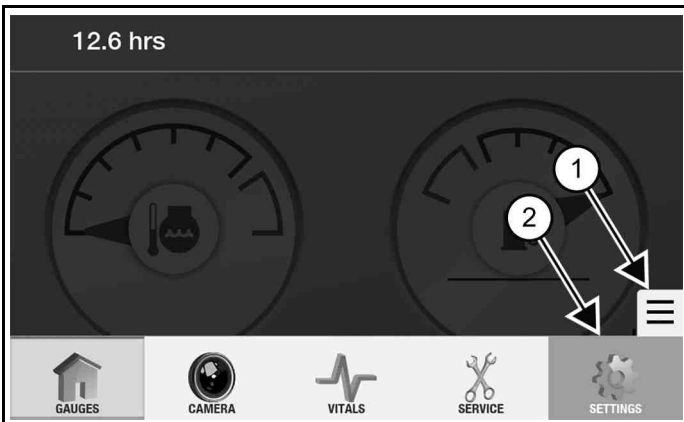 12.6 hrs
1
2
GAUGES
CAMERA
VITALS
SERVICE
SETTINGS